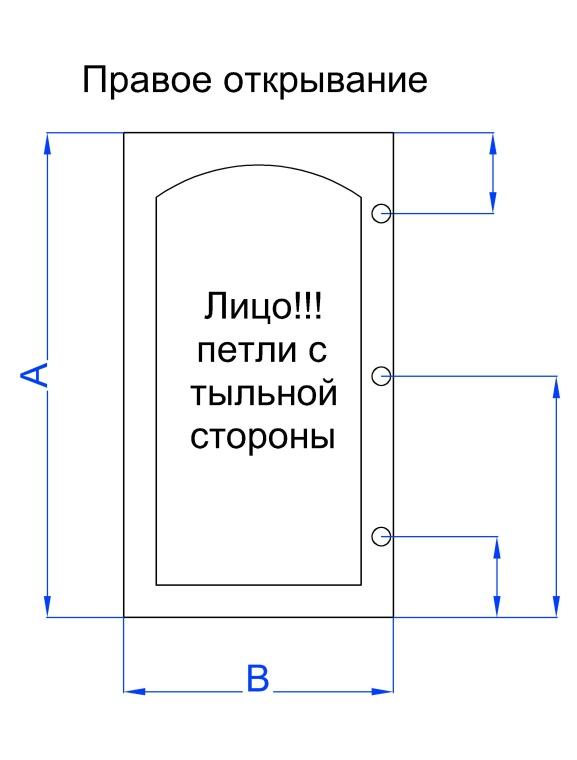 Правое открывание
Лицо!!!
петли с
тыльной
стороны
A
B